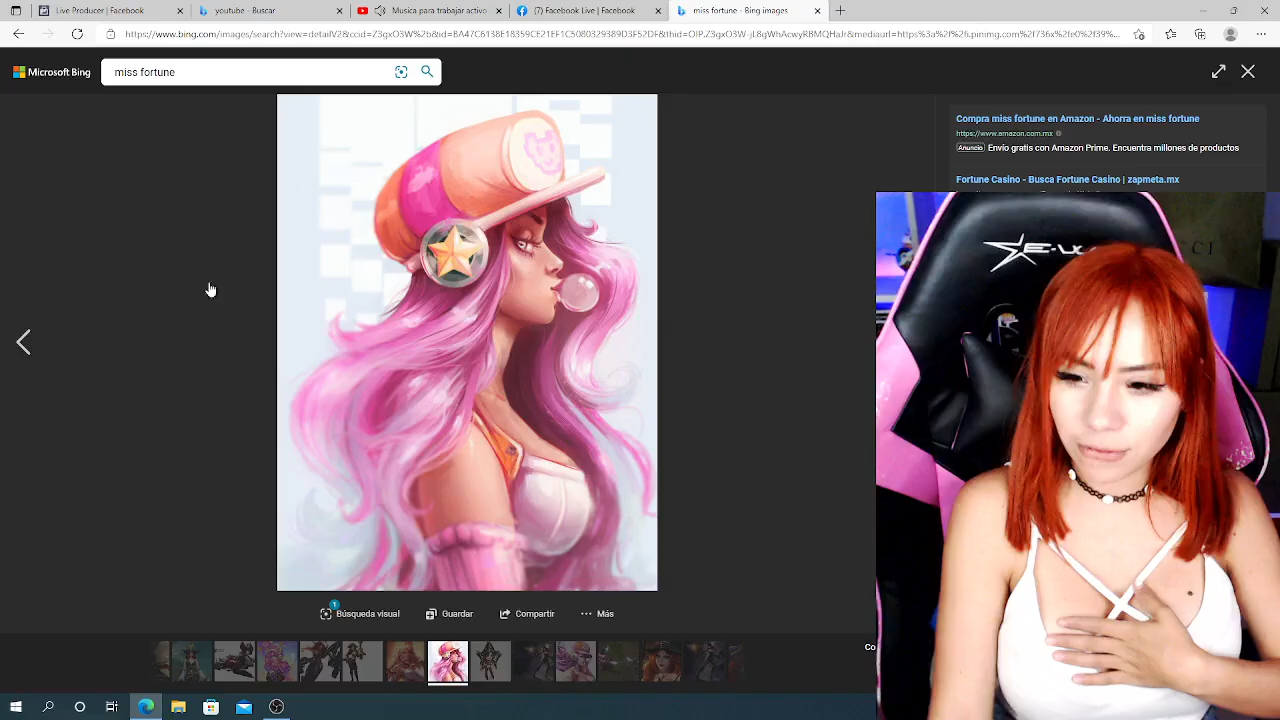 Live Producer | Facebook
youtube - Buscar
Musica para trabajar activo
(7) Facebook Live | Facebook
miss fortune - Bing images
Microsoft Bing
miss fortune
Compra miss fortune en Amazon - Ahorra en miss fortune
https://www.amazon.com.mx
Anuncio Envío gratis con Amazon Prime. Encuentra millones de productos
Fortune Casino - Busca Fortune Casino | zapmeta.mx
C1
1
Búsqueda visual
Guardar
Compartir
Más
Co